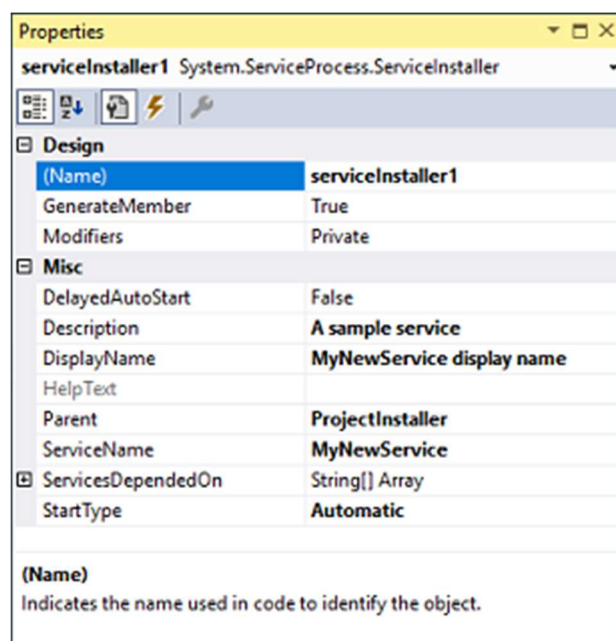 Properties
serviceInstaller1 System.ServiceProcess.ServiceInstaller
Design
(Name) serviceInstaller1
GenerateMember True
Modifiers Private
Misc
DelayedAutoStart False
Description A sample service
DisplayName MyNewService display name
HelpText
Parent ProjectInstaller
ServiceName MyNewService
ServicesDependedOn String[] Array
StartType Automatic
(Name)
Indicates the name used in code to identify the object.